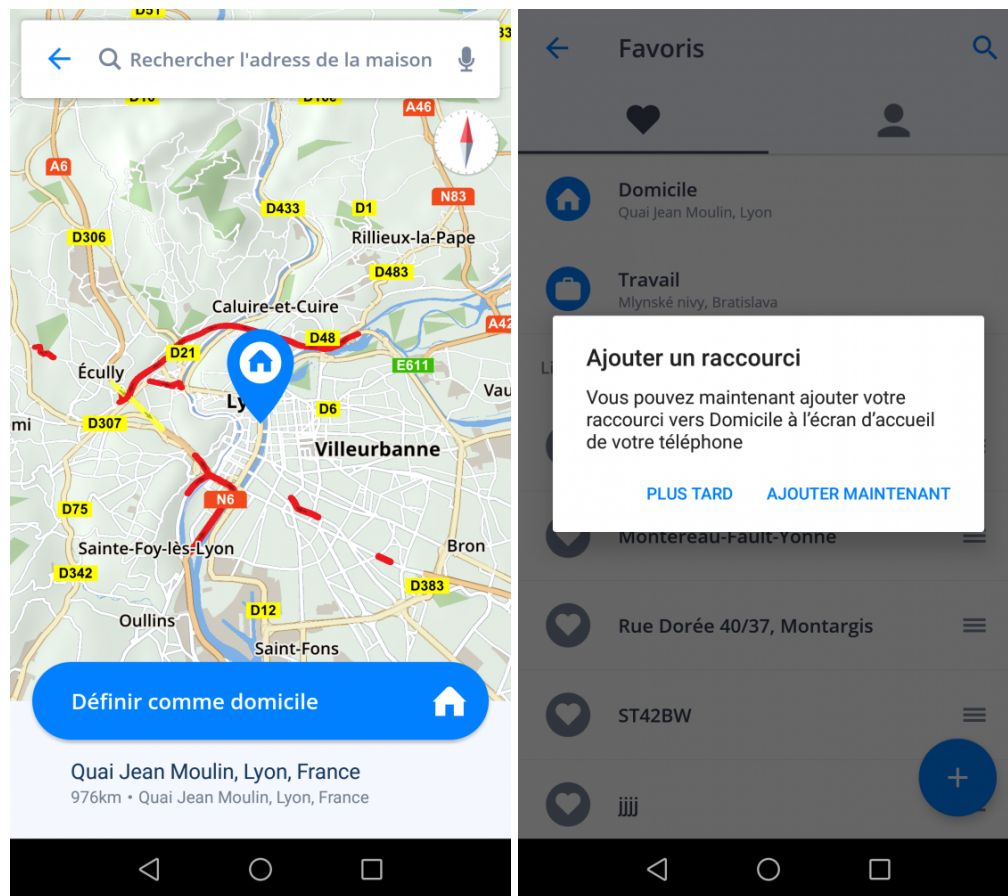 D51
33
Rechercher l'adress de la maison
A46
A6
N83
D433
D1
D306
Rillieux-la-Pape
D483
Caluire-et-Cuire
A42
D48
D21
E611
Écully
Vau
Ly
D6
mi
D307
Villeurbanne
N6
D75
Sainte-Foy-lès-Lyon
Bron
D342
D383
D12
Oullins
Saint-Fons
Définir comme domicile
Quai Jean Moulin, Lyon, France
976km • Quai Jean Moulin, Lyon, France
Favoris
Domicile
Quai Jean Moulin, Lyon
Travail
Mlynské nivy, Bratislava
Li
Ajouter un raccourci
Vous pouvez maintenant ajouter votre
raccourci vers Domicile à l'écran d'accueil
de votre téléphone
PLUS TARD AJOUTER MAINTENANT
Montereau-Fault-Yonne
Rue Dorée 40/37, Montargis
ST42BW
jjjj